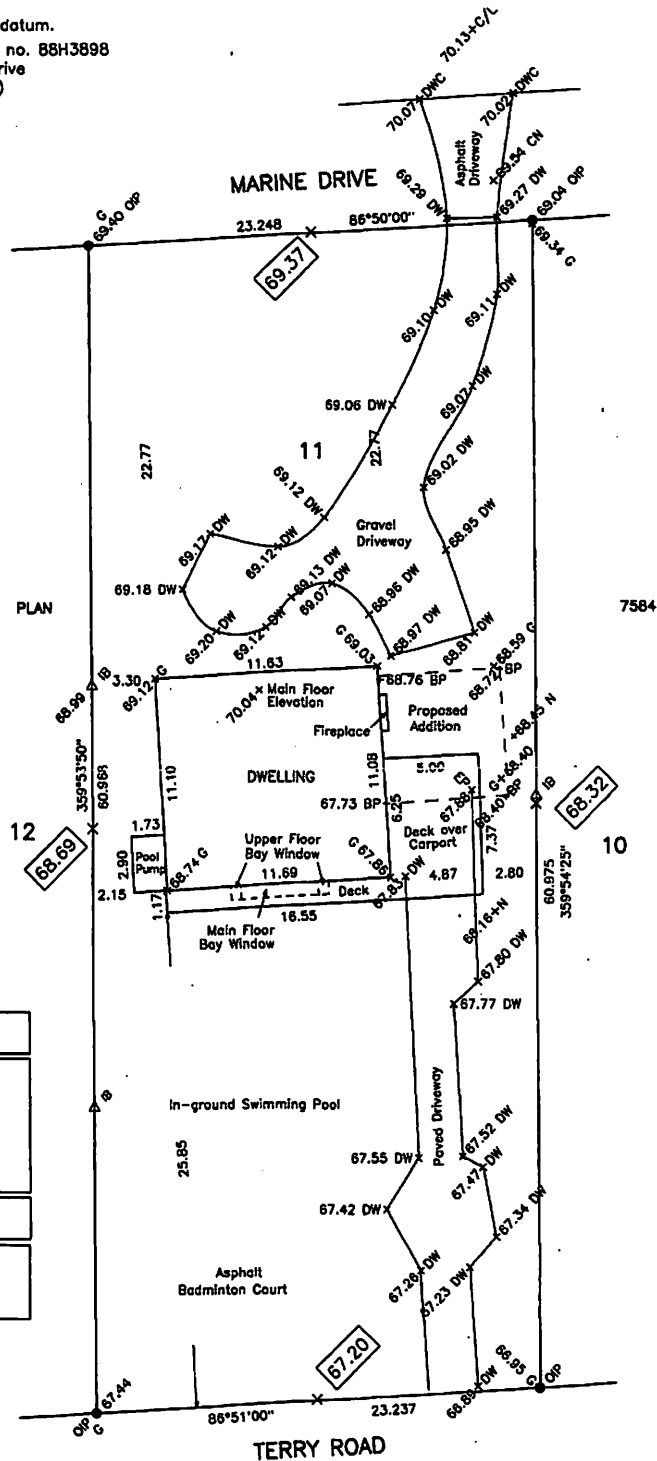 datum.
no. 88H3898
rive
)
70.13+C/L
70.07+DWC
70.02+DWC
Asphalt
Driveway
+69.54 CN
MARINE DRIVE
69.29 DW
69.27 DW
69.04 OIP
69.34 G
G
69.40 OIP
23.248
86°50'00"
69.37
69.10+DW
69.11+DW
69.06 DW
69.07+DW
22.77
11
22.77
69.02 DW
69.12 DW
69.17+DW
69.12+DW
Gravel
Driveway
68.95 DW
69.13 DW
69.18 DW
69.07+DW
68.96 DW
PLAN
7584
69.20+DW
69.12+DW
68.97 DW
68.81+DW
G 69.03
68.59 G
68.72+BP
68.76 BP
68.99 IB
3.30
69.12+G
11.63
70.04
Main Floor
Elevation
Fireplace
Proposed
Addition
+68.45 N
359°53'50"
60.968
11.10
DWELLING
11.08
G+68.40
68.40+BP
IB
68.32
67.73 BP
6.25
67.88 EP
12
68.69
10
1.73
2.90
Pool
Pump
Upper Floor
Bay Window
Deck over
Carport
7.37
G 67.86
68.74 G
11.69
Deck
67.83+DW
4.87
2.80
2.15
1.17
16.55
Main Floor
Bay Window
60.875
359°54'25"
68.16+N
67.80 DW
67.77 DW
IB
In-ground Swimming Pool
Paved Driveway
25.85
67.55 DW
67.52 DW
67.47+DW
67.42 DW
67.34 DW
Asphalt
Badminton Court
67.26+DW
67.23 DW
67.20
66.95 OIP
G
66.89+DW
67.44
OIP
G
86°51'00"
23.237
TERRY ROAD